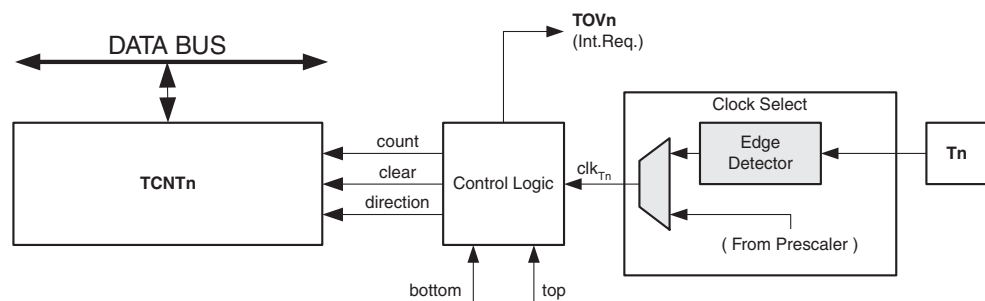 TOVn
(Int.Req.)
DATA BUS
Clock Select
TCNTn
count
clear
direction
Control Logic
clkTn
Edge
Detector
Tn
( From Prescaler )
bottom
top